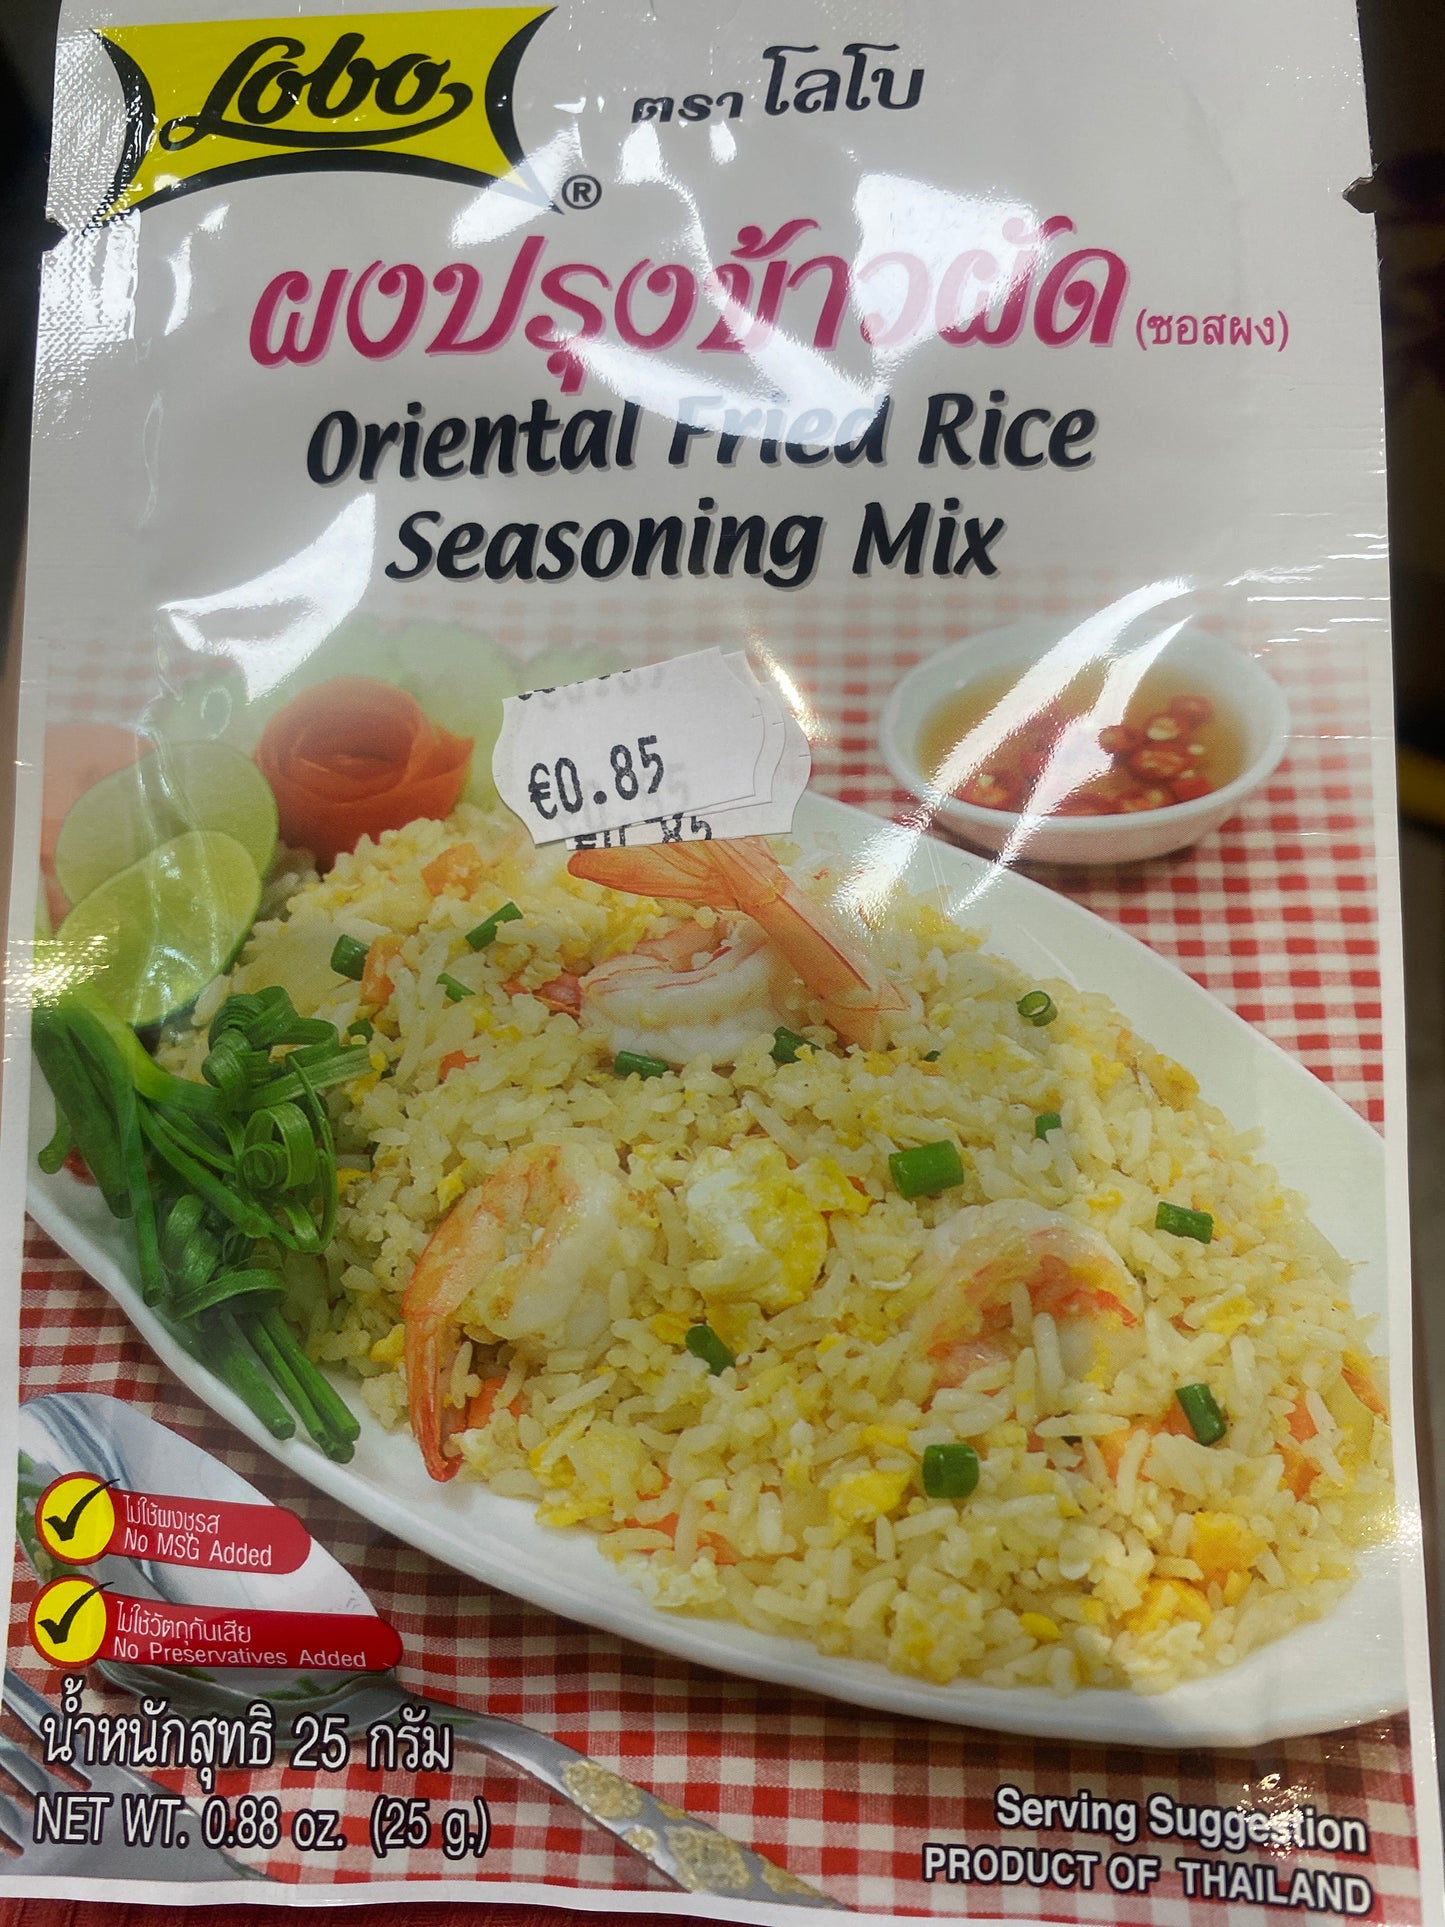 Lobo
®
ตรา โลโบ
ผงปรุงข้าวผัด (ซอสผง)
Oriental Fried Rice
Seasoning Mix
€0.85
€0.85
ไม่ใช้ผงชูรส
No MSG Added
ไม่ใช้วัตถุกันเสีย
No Preservatives Added
น้ำหนักสุทธิ 25 กรัม
NET WT. 0.88 oz. (25 g.)
Serving Suggestion
PRODUCT OF THAILAND